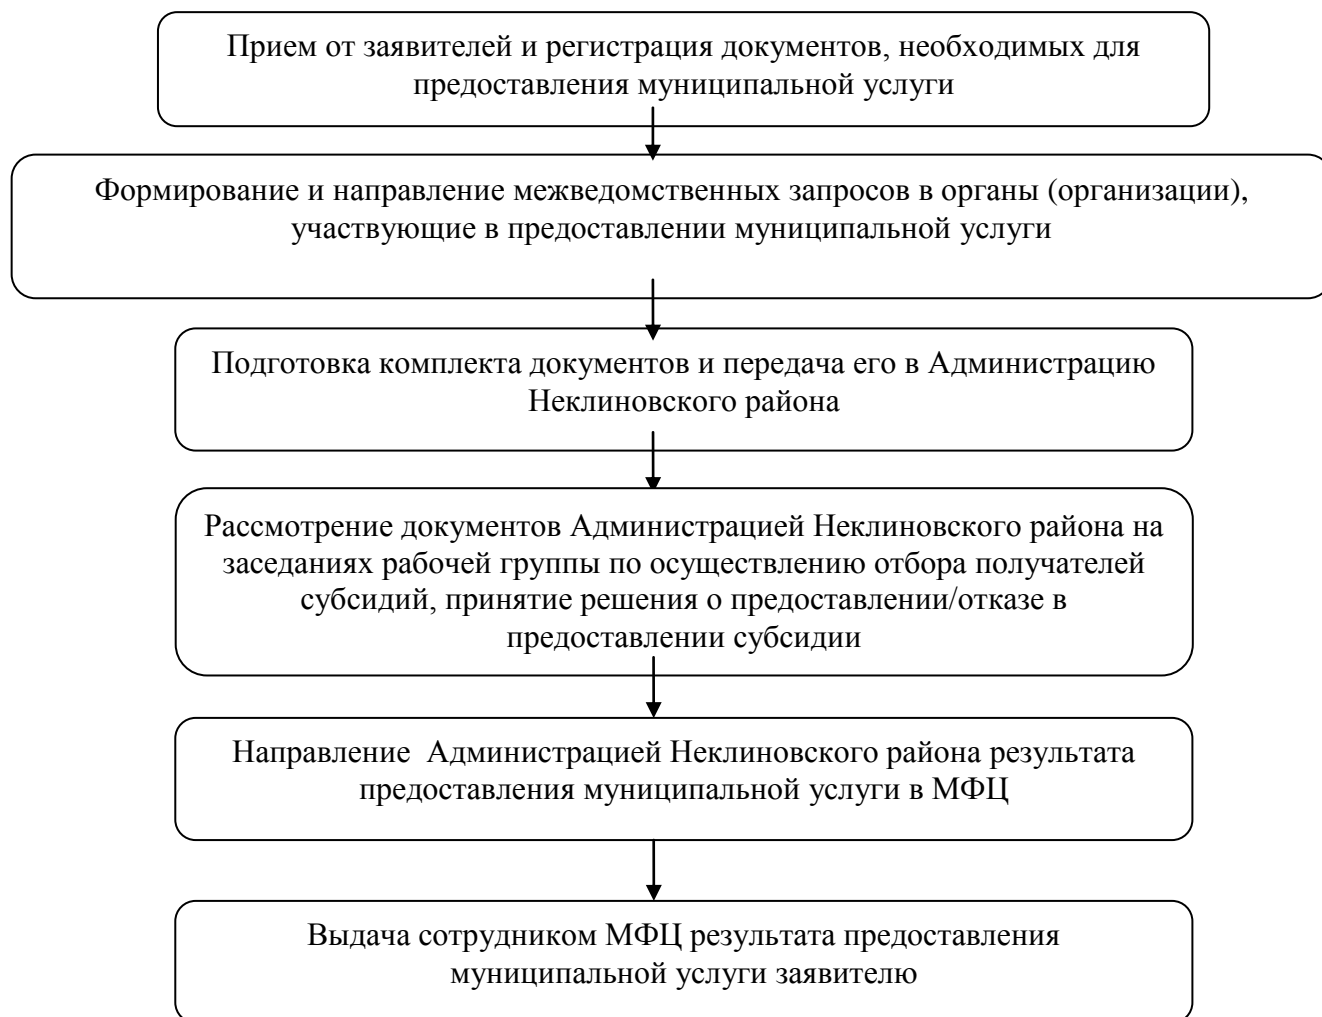 Прием от заявителей и регистрация документов, необходимых для
предоставления муниципальной услуги
Формирование и направление межведомственных запросов в органы (организации),
участвующие в предоставлении муниципальной услуги
Подготовка комплекта документов и передача его в Администрацию
Неклиновского района
Рассмотрение документов Администрацией Неклиновского района на
заседаниях рабочей группы по осуществлению отбора получателей
субсидий, принятие решения о предоставлении/отказе в
предоставлении субсидии
Направление  Администрацией Неклиновского района результата
предоставления муниципальной услуги в МФЦ
Выдача сотрудником МФЦ результата предоставления
муниципальной услуги заявителю